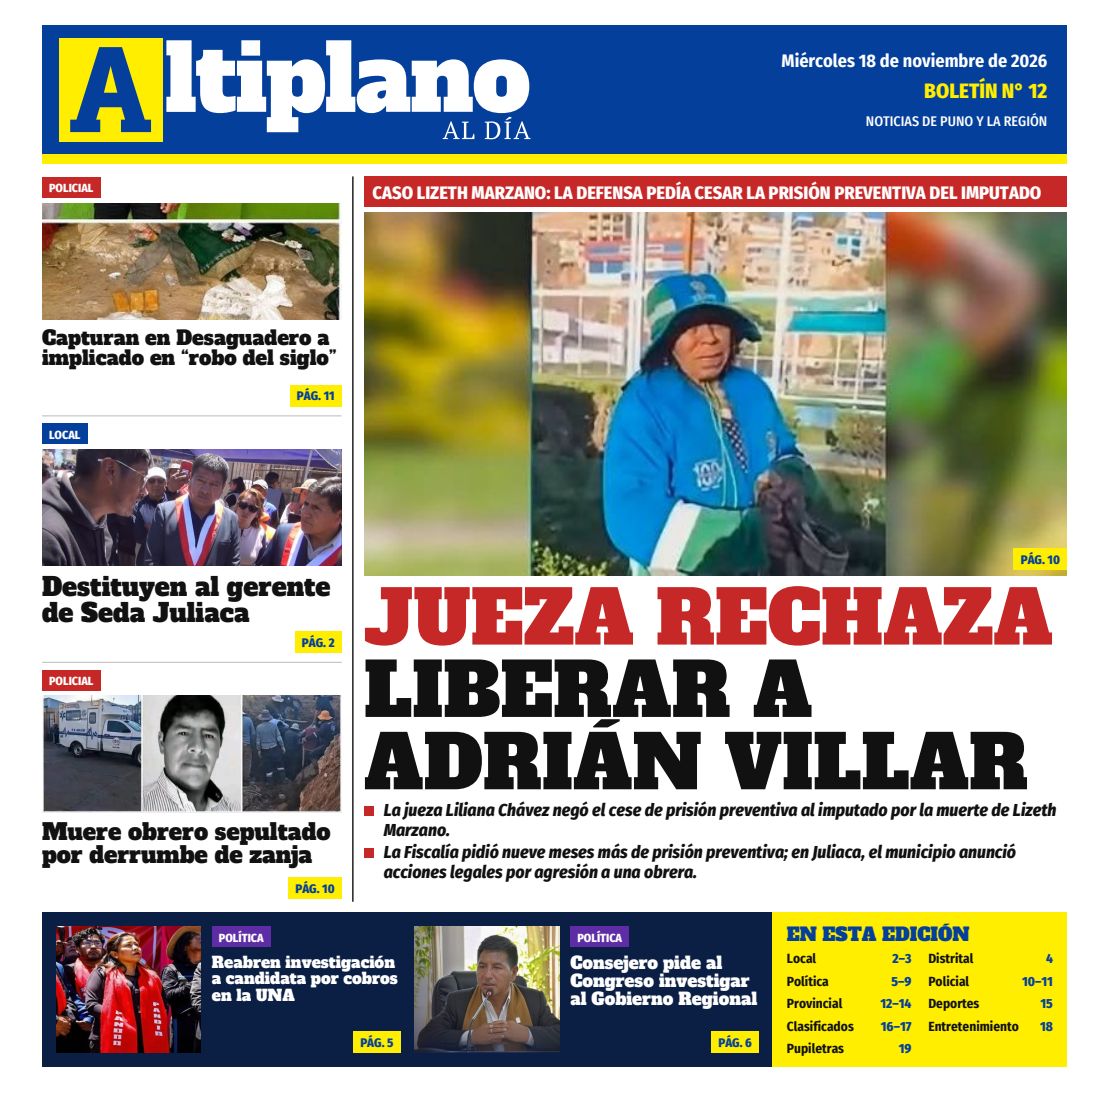 Altiplano
AL DÍA
Miércoles 18 de noviembre de 2026
BOLETÍN N° 12
NOTICIAS DE PUNO Y LA REGIÓN
POLICIAL
Capturan en Desaguadero a
implicado en “robo del siglo”
PÁG. 11
LOCAL
Destituyen al gerente
de Seda Juliaca
PÁG. 2
POLICIAL
Muere obrero sepultado
por derrumbe de zanja
PÁG. 10
CASO LIZETH MARZANO: LA DEFENSA PEDÍA CESAR LA PRISIÓN PREVENTIVA DEL IMPUTADO
100
PÁG. 10
JUEZA RECHAZA
LIBERAR A
ADRIÁN VILLAR
La jueza Liliana Chávez negó el cese de prisión preventiva al imputado por la muerte de Lizeth
Marzano.
La Fiscalía pidió nueve meses más de prisión preventiva; en Juliaca, el municipio anunció
acciones legales por agresión a una obrera.
POLÍTICA
Reabren investigación
a candidata por cobros
en la UNA
PÁG. 5
POLÍTICA
Consejero pide al
Congreso investigar
al Gobierno Regional
PÁG. 6
EN ESTA EDICIÓN
Local 2–3 Distrital 4
Política 5–9 Policial 10–11
Provincial 12–14 Deportes 15
Clasificados 16–17 Entretenimiento 18
Pupiletras 19